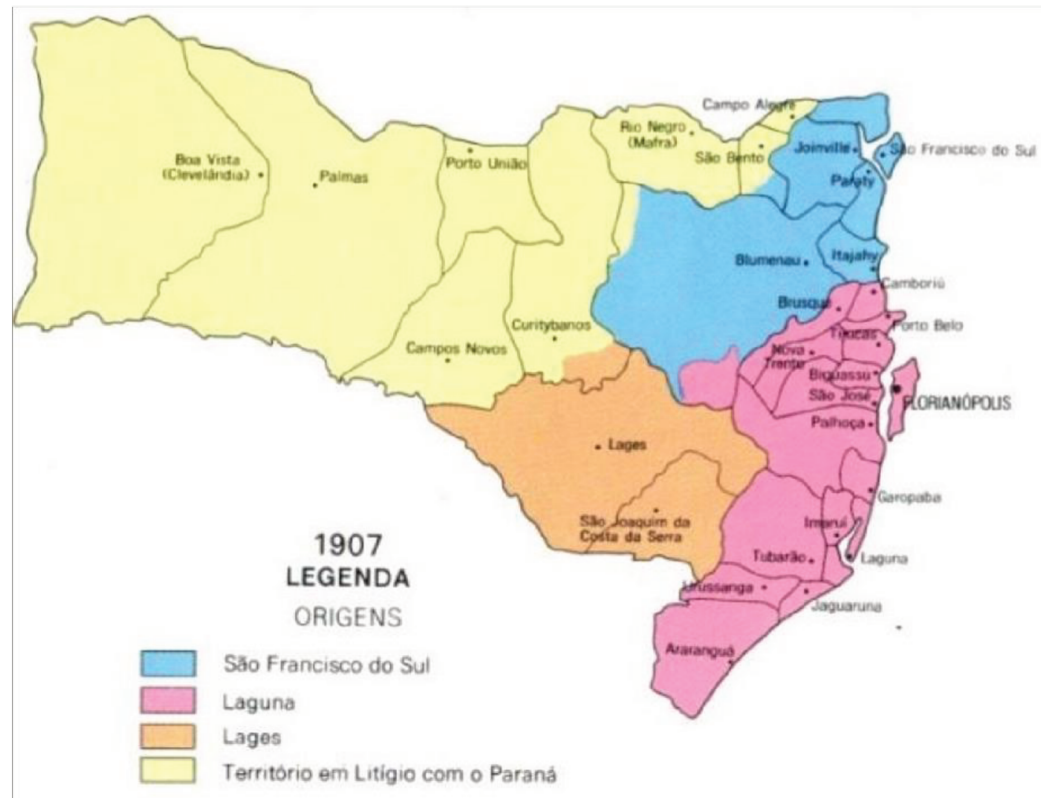 Campo Alegre
Rio Negro
(Mafra)
São Bento
Joinville
São Francisco do Sul
Paraty
Boa Vista
(Clevelândia)
Palmas
Porto União
Blumenau
Itajahy
Camboriú
Brusque
Porto Belo
Tijucas
Nova
Trento
Biguassu
São José
FLORIANÓPOLIS
Palhoça
Curitybanos
Campos Novos
Lages
Garopaba
São Joaquim da
Costa da Serra
Imaruí
Tubarão
Laguna
Urussanga
Jaguaruna
Araranguá
1907
LEGENDA
ORIGENS
São Francisco do Sul
Laguna
Lages
Território em Litígio com o Paraná